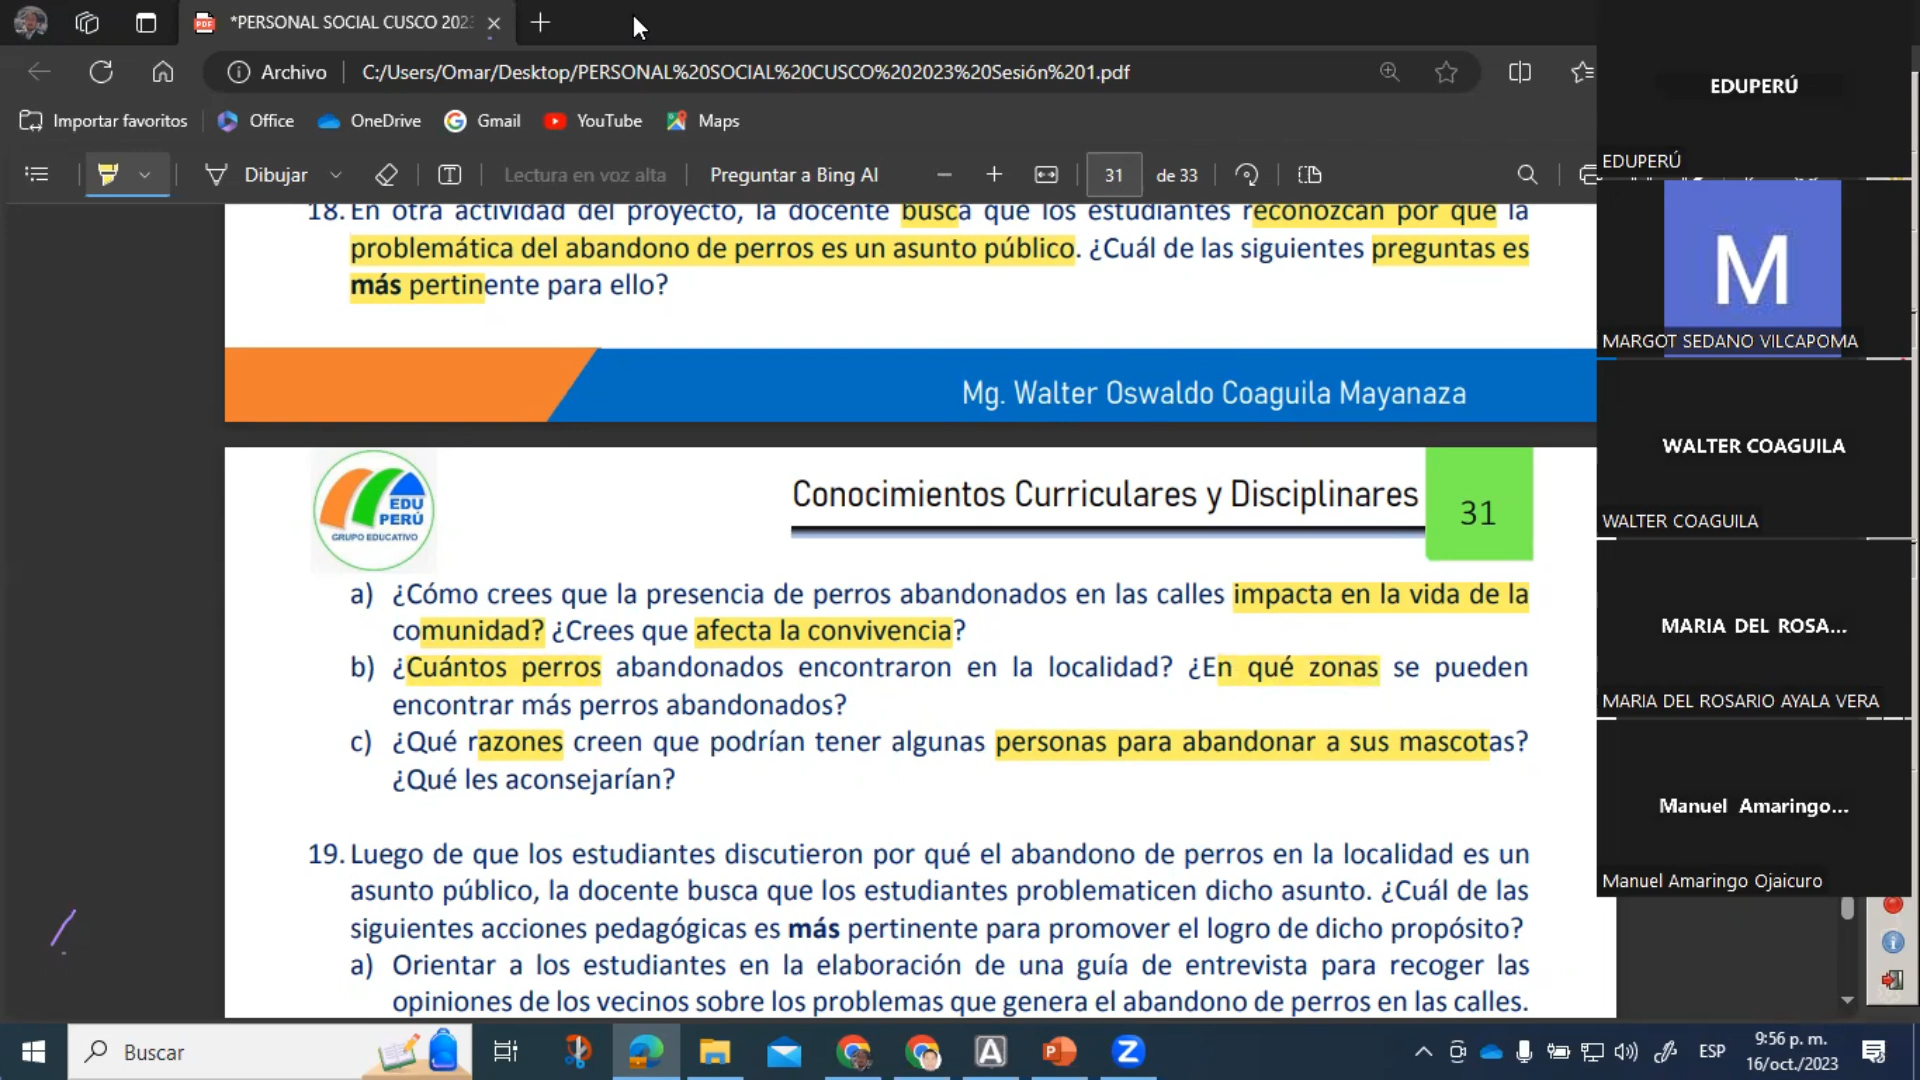 *PERSONAL SOCIAL CUSCO 202
Archivo
C:/Users/Omar/Desktop/PERSONAL%20SOCIAL%20CUSCO%202023%20Sesión%201.pdf
Importar favoritos
Office
OneDrive
Gmail
YouTube
Maps
Dibujar
Lectura en voz alta
Preguntar a Bing AI
31
de 33
18. En otra actividad del proyecto, la docente busca que los estudiantes reconozcan por qué la
problemática del abandono de perros es un asunto público. ¿Cuál de las siguientes preguntas es
más pertinente para ello?
Mg. Walter Oswaldo Coaguila Mayanaza
EDU
PERÚ
GRUPO EDUCATIVO
Conocimientos Curriculares y Disciplinares
31
a) ¿Cómo crees que la presencia de perros abandonados en las calles impacta en la vida de la
comunidad? ¿Crees que afecta la convivencia?
b) ¿Cuántos perros abandonados encontraron en la localidad? ¿En qué zonas se pueden
encontrar más perros abandonados?
c) ¿Qué razones creen que podrían tener algunas personas para abandonar a sus mascotas?
¿Qué les aconsejarían?
19. Luego de que los estudiantes discutieron por qué el abandono de perros en la localidad es un
asunto público, la docente busca que los estudiantes problematicen dicho asunto. ¿Cuál de las
siguientes acciones pedagógicas es más pertinente para promover el logro de dicho propósito?
a) Orientar a los estudiantes en la elaboración de una guía de entrevista para recoger las
opiniones de los vecinos sobre los problemas que genera el abandono de perros en las calles.
EDUPERÚ
EDUPERÚ
M
MARGOT SEDANO VILCAPOMA
WALTER COAGUILA
WALTER COAGUILA
MARIA DEL ROSA...
MARIA DEL ROSARIO AYALA VERA
Manuel Amaringo...
Manuel Amaringo Ojaicuro
Buscar
ESP
9:56 p. m.
16/oct./2023